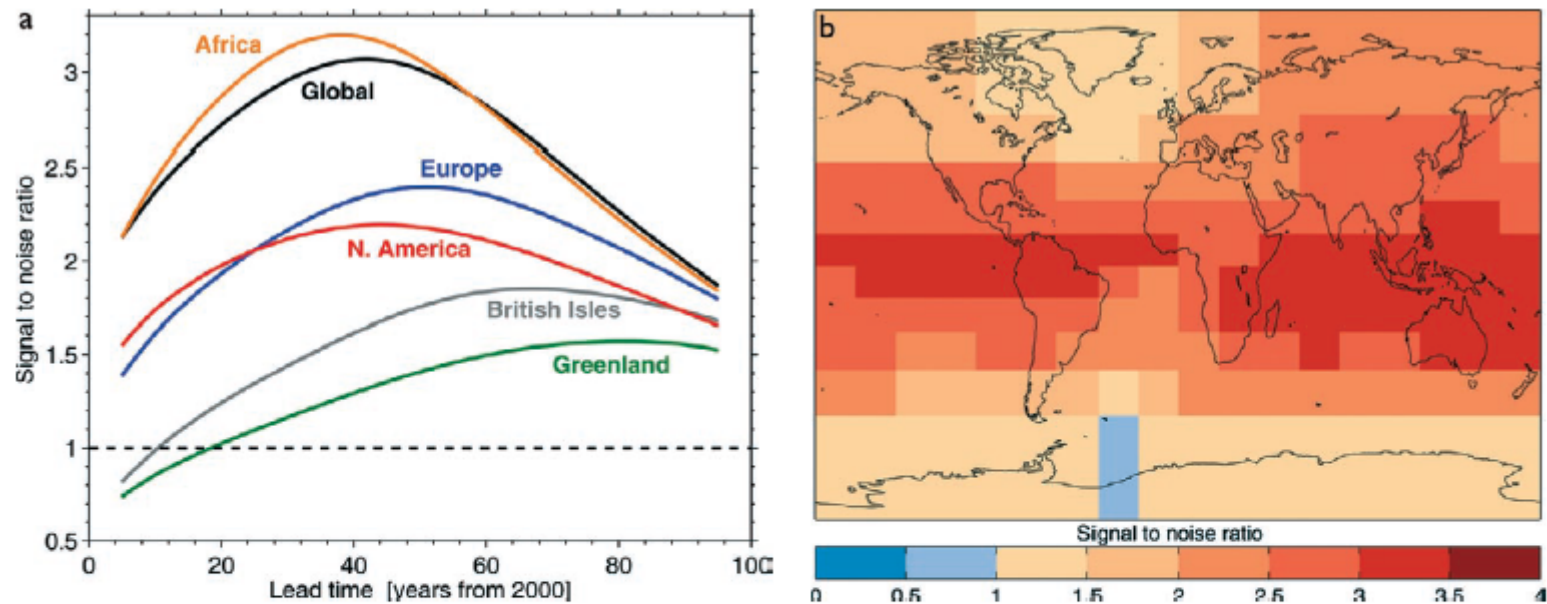 a
Africa
Global
Europe
N. America
British Isles
Greenland
Signal to noise ratio
3
2.5
2
1.5
1
0.5
0 20 40 60 80 100
Lead time [years from 2000]
b
Signal to noise ratio
0 0.5 1 1.5 2 2.5 3 3.5 4